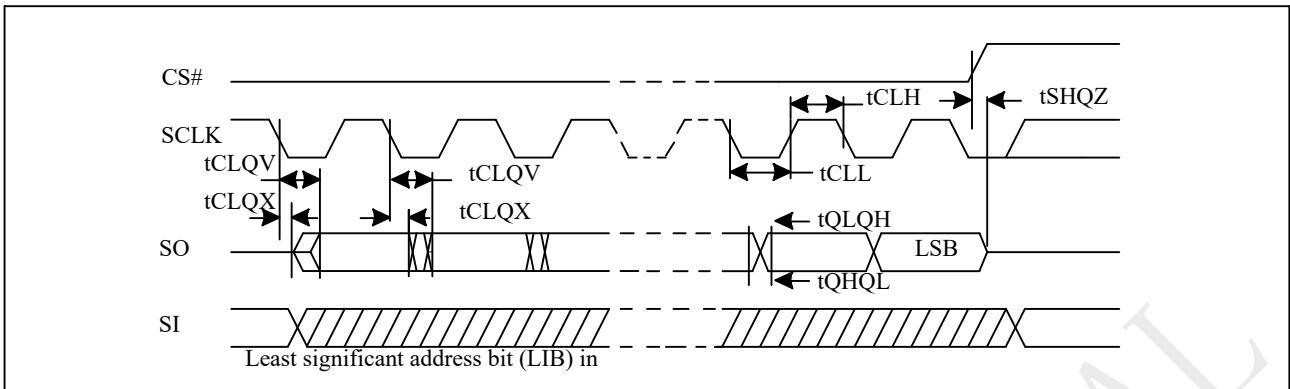 CS#
tCLH
tSHQZ
SCLK
tCLQV
tCLQV
tCLL
tCLQX
tCLQX
tQLQH
SO
LSB
tQHQL
SI
Least significant address bit (LIB) in
AL